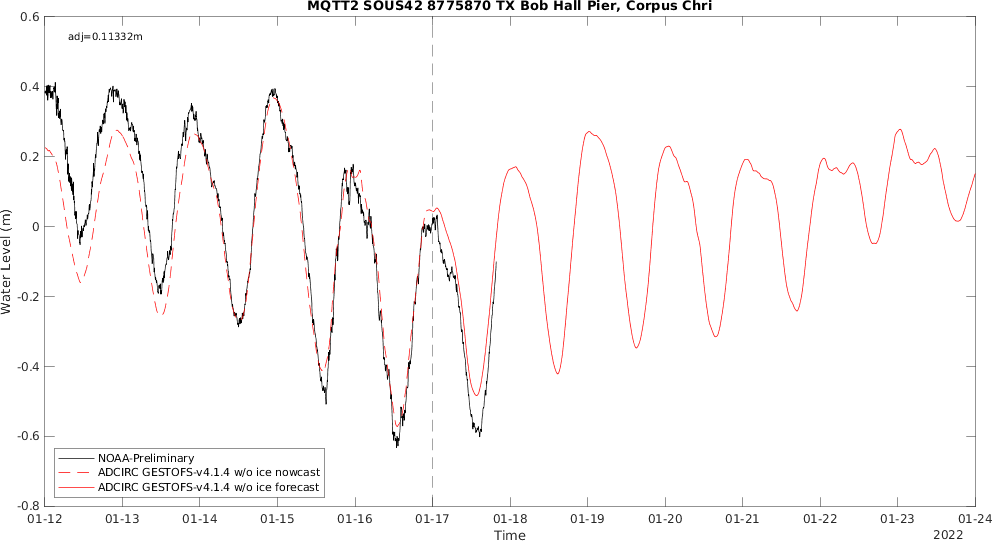 MQTT2 SOUS42 8775870 TX Bob Hall Pier, Corpus Chri
adj=0.11332m
0.6
0.4
0.2
0
-0.2
-0.4
-0.6
-0.8
Water Level (m)
NOAA-Preliminary
ADCIRC GESTOFS-v4.1.4 w/o ice nowcast
ADCIRC GESTOFS-v4.1.4 w/o ice forecast
01-12 01-13 01-14 01-15 01-16 01-17 01-18 01-19 01-20 01-21 01-22 01-23 01-24
Time
2022